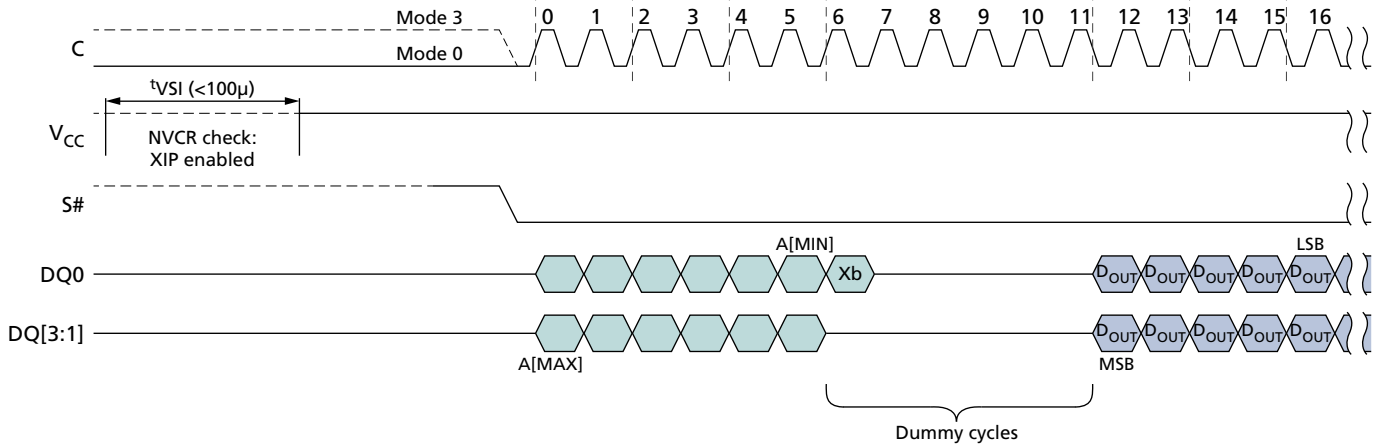 Mode 3
0 1 2 3 4 5 6 7 8 9 10 11 12 13 14 15 16
C
Mode 0
tVSI (<100µ)
VCC
NVCR check:
XIP enabled
S#
A[MIN] LSB
DQ0 Xb DOUT DOUT DOUT DOUT DOUT
DQ[3:1] DOUT DOUT DOUT DOUT DOUT
A[MAX] MSB
Dummy cycles